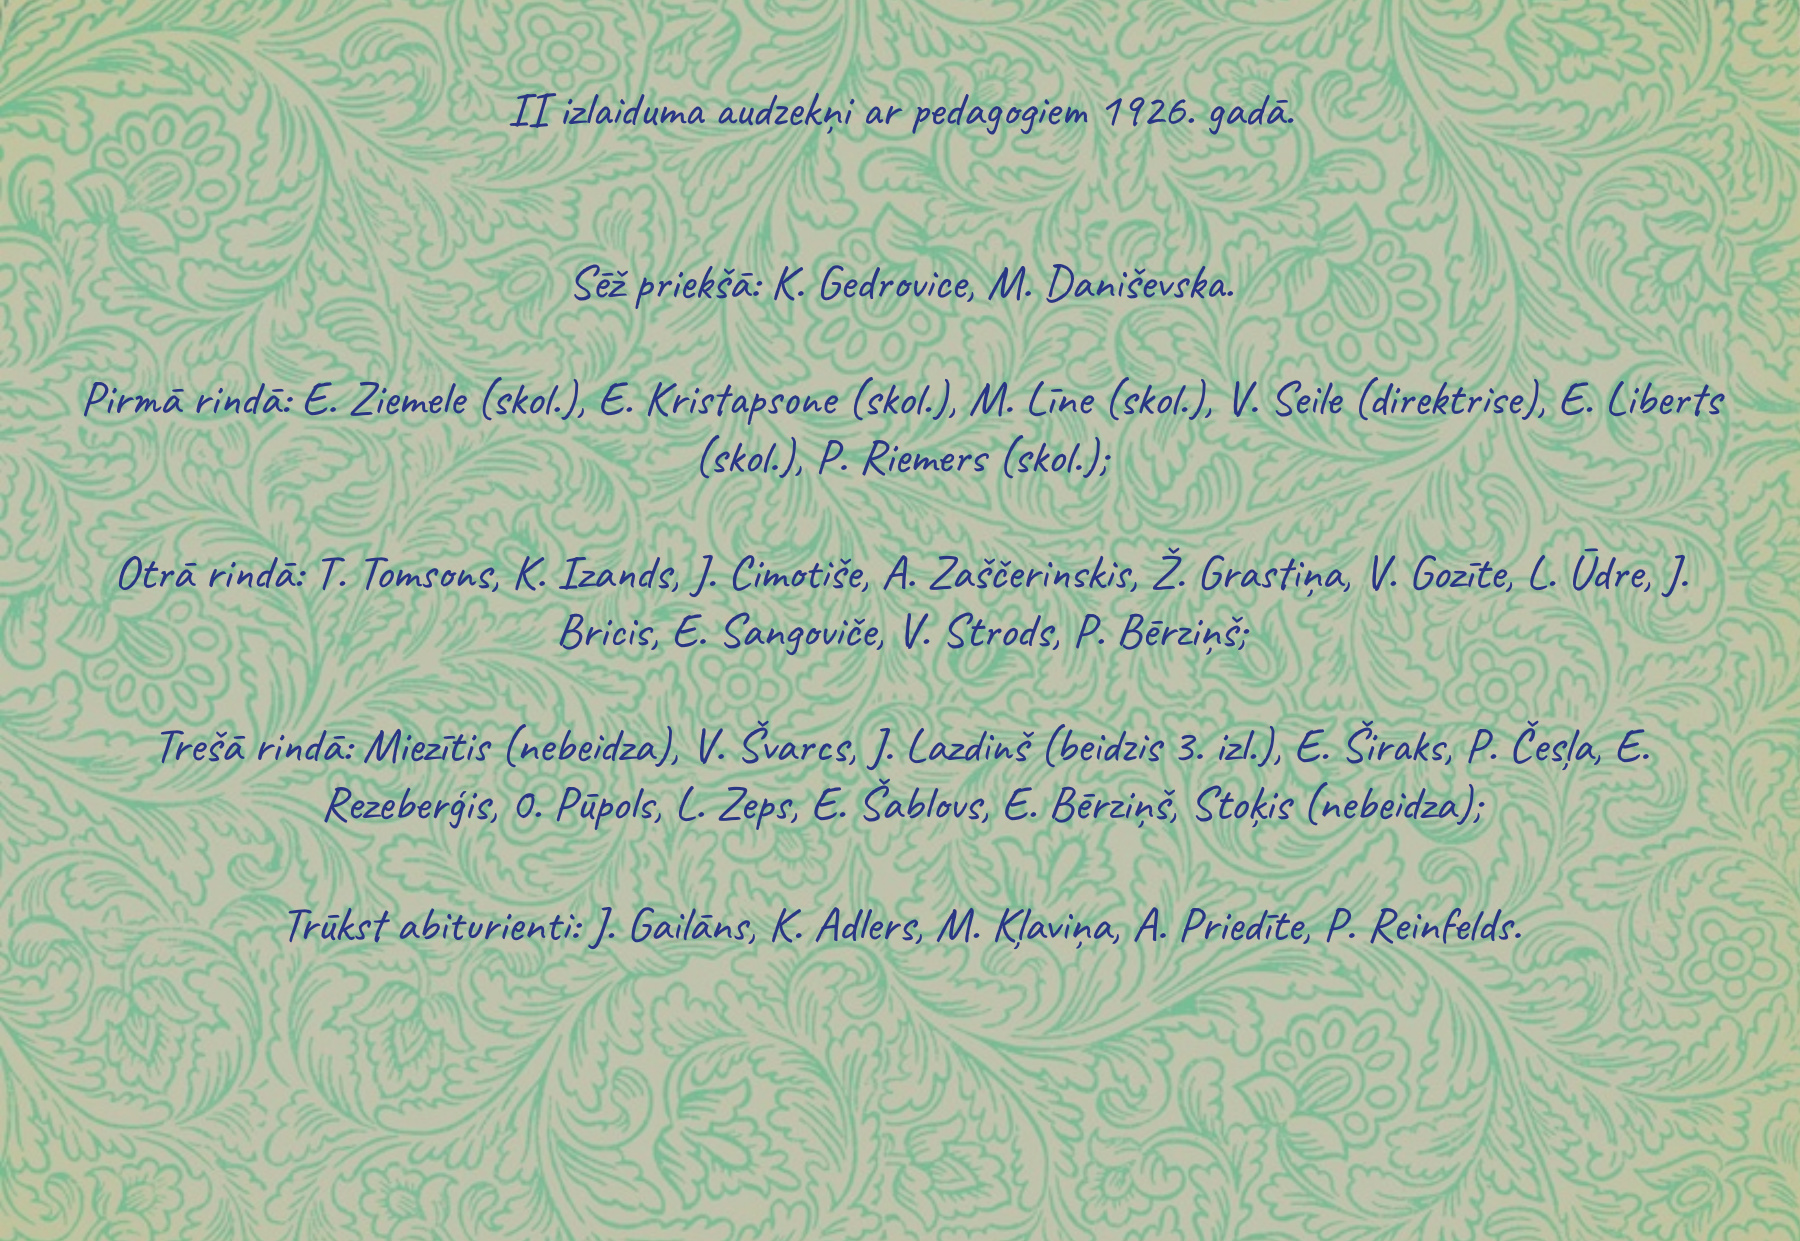 II izlaiduma audzekņi ar pedagogiem 1926. gadā.
Sēž priekšā: K. Gedrovice, M. Daniševska.
Pirmā rindā: E. Ziemele (skol.), E. Kristapsone (skol.), M. Līne (skol.), V. Seile (direktrise), E. Liberts
(skol.), P. Riemers (skol.);
Otrā rindā: T. Tomsons, K. Izands, J. Cimotiše, A. Zaščerinskis, Ž. Grastiņa, V. Gozīte, L. Ūdre, J.
Bricis, E. Sangoviče, V. Strods, P. Bērziņš;
Trešā rindā: Miezītis (nebeidza), V. Švarcs, J. Lazdinš (beidzis 3. izl.), E. Širaks, P. Česļa, E.
Rezeberģis, O. Pūpols, L. Zeps, E. Šablovs, E. Bērziņš, Stoķis (nebeidza);
Trūkst abiturienti: J. Gailāns, K. Adlers, M. Kļaviņa, A. Priedīte, P. Reinfelds.